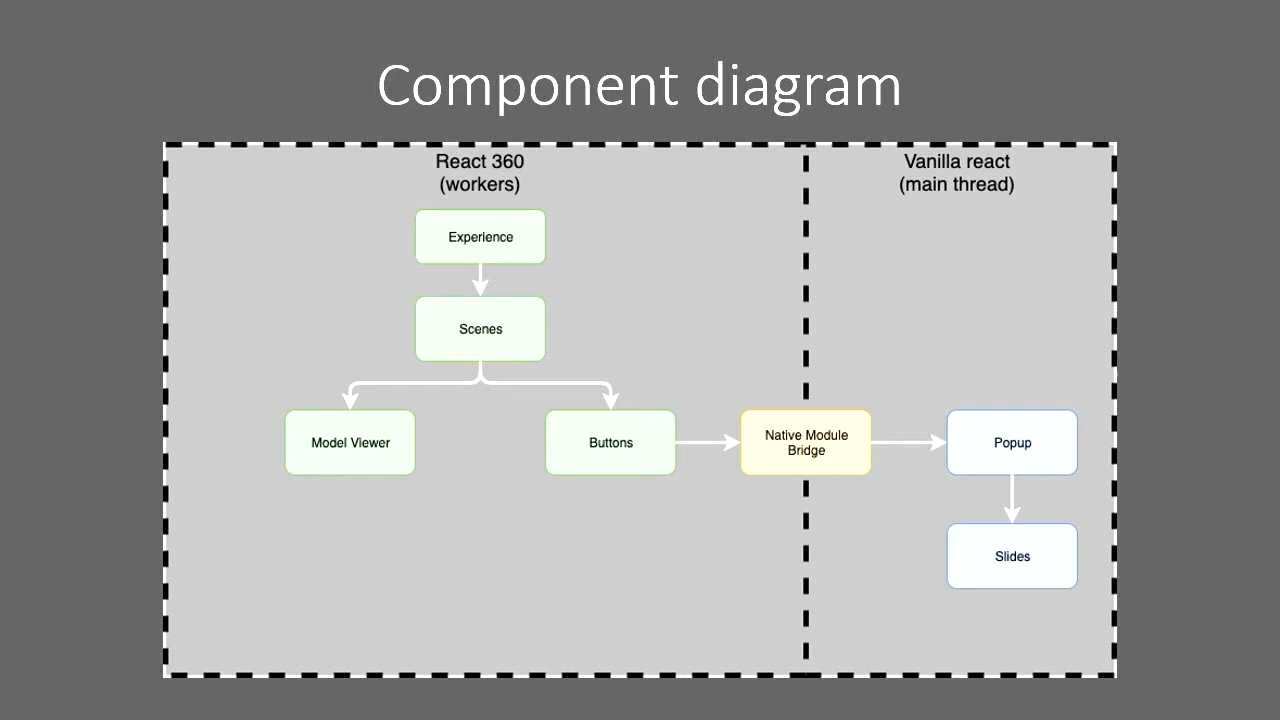 Component diagram
React 360
(workers)
Vanilla react
(main thread)
Experience
Scenes
Model Viewer
Buttons
Native Module
Bridge
Popup
Slides